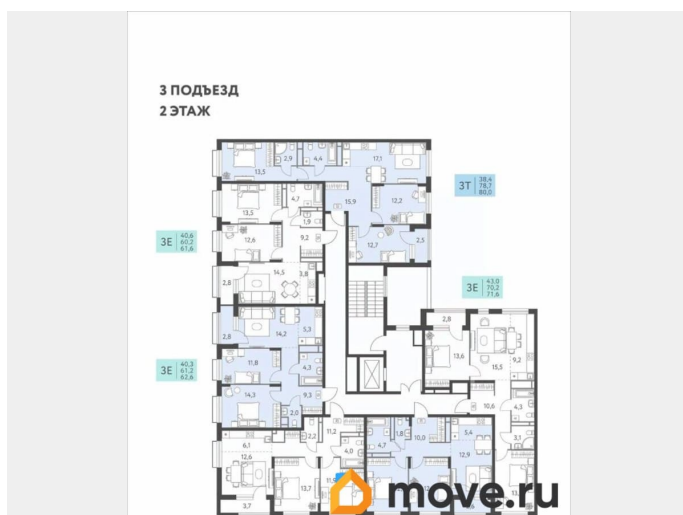 3 ПОДЪЕЗД
2 ЭТАЖ
13,5 2,9 4,4 17,1
3Т 38,4 78,7 80,0
13,5 4,7 15,9 12,2
1,9
3Е 40,6 60,2 61,6
12,6 9,2 12,7 2,5
2,8 14,5 3,8
3Е 43,0 70,2 71,6
2,8 14,2 5,3 2,8
11,8 4,3 13,6 15,5 9,2
3Е 40,3 61,2 62,6
14,3 9,3 10,6 4,3
2,0
11,2 1,8 10,0 5,4
6,1 2,2 4,0 4,7 3,1
12,6 12,9
13,7 11,9
3,7
move.ru